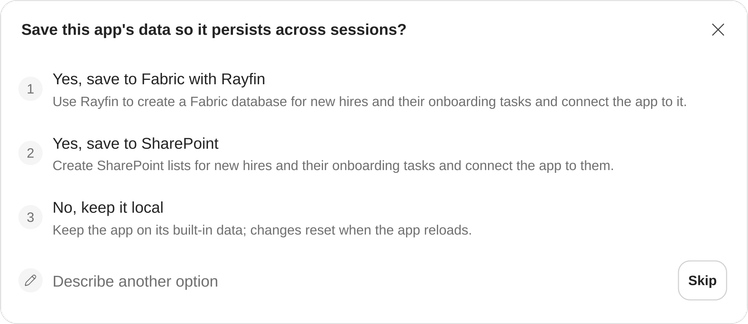 Save this app's data so it persists across sessions?
1
Yes, save to Fabric with Rayfin
Use Rayfin to create a Fabric database for new hires and their onboarding tasks and connect the app to it.
2
Yes, save to SharePoint
Create SharePoint lists for new hires and their onboarding tasks and connect the app to them.
3
No, keep it local
Keep the app on its built-in data; changes reset when the app reloads.
Describe another option
Skip